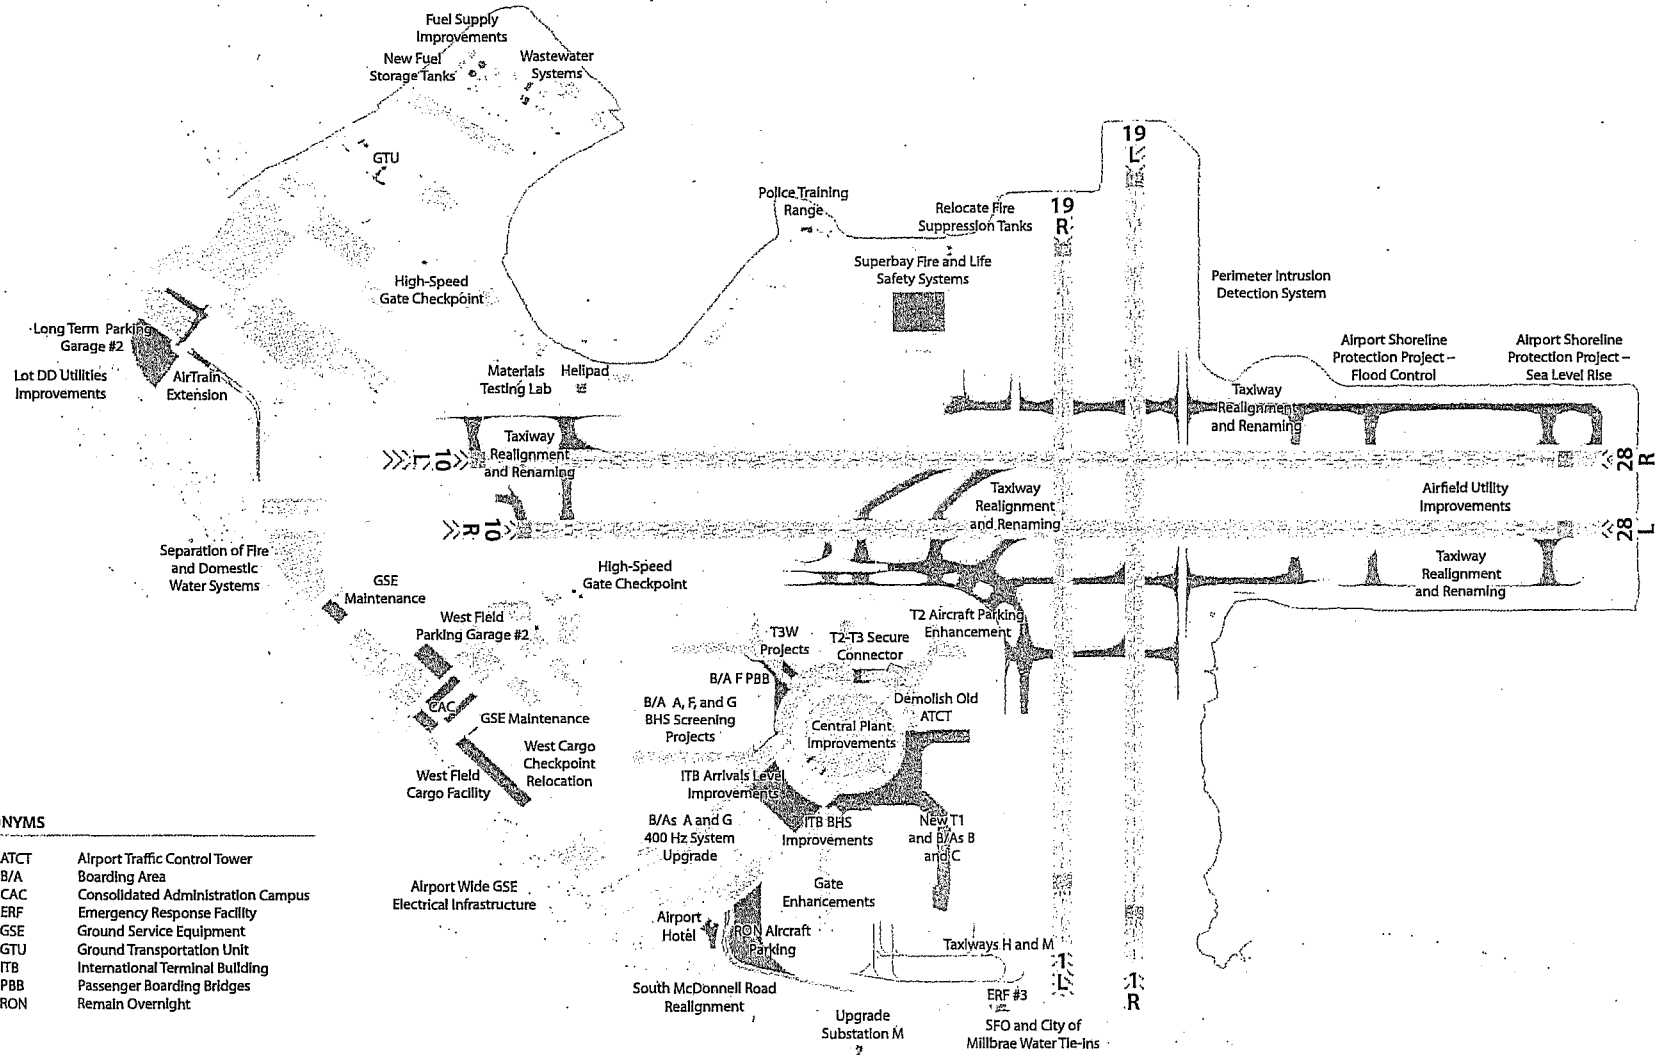 Fuel Supply
Improvements
New Fuel
Storage Tanks
Wastewater
Systems
GTU
19
L
Police Training
Range
Relocate Fire
Suppression Tanks
19
R
High-Speed
Gate Checkpoint
Superbay Fire and Life
Safety Systems
Perimeter Intrusion
Detection System
Long Term Parking
Garage #2
Lot DD Utilities
Improvements
AirTrain
Extension
Materials
Testing Lab
Helipad
Airport Shoreline
Protection Project –
Flood Control
Airport Shoreline
Protection Project –
Sea Level Rise
Taxiway
Realignment
and Renaming
Taxiway
Realignment
and Renaming
10
L
28
R
Taxiway
Realignment
and Renaming
Airfield Utility
Improvements
10
R
28
L
Separation of Fire
and Domestic
Water Systems
GSE
Maintenance
High-Speed
Gate Checkpoint
Taxiway
Realignment
and Renaming
West Field
Parking Garage #2
T3W
Projects
T2-T3 Secure
Connector
T2 Aircraft Parking
Enhancement
B/A F PBB
B/A A, F, and G
BHS Screening
Projects
Demolish Old
ATCT
CAC
GSE Maintenance
Central Plant
Improvements
West Cargo
Checkpoint
Relocation
West Field
Cargo Facility
ITB Arrivals Level
Improvements
B/As A and G
400 Hz System
Upgrade
ITB BHS
Improvements
New T1
and B/As B
and C
NYMS
ATCT Airport Traffic Control Tower
B/A Boarding Area
CAC Consolidated Administration Campus
ERF Emergency Response Facility
GSE Ground Service Equipment
GTU Ground Transportation Unit
ITB International Terminal Building
PBB Passenger Boarding Bridges
RON Remain Overnight
Airport Wide GSE
Electrical Infrastructure
Gate
Enhancements
Airport
Hotel
RON Aircraft
Parking
Taxiways H and M
1
L
1
R
South McDonnell Road
Realignment
ERF #3
Upgrade
Substation M
SFO and City of
Millbrae Water Tie-Ins